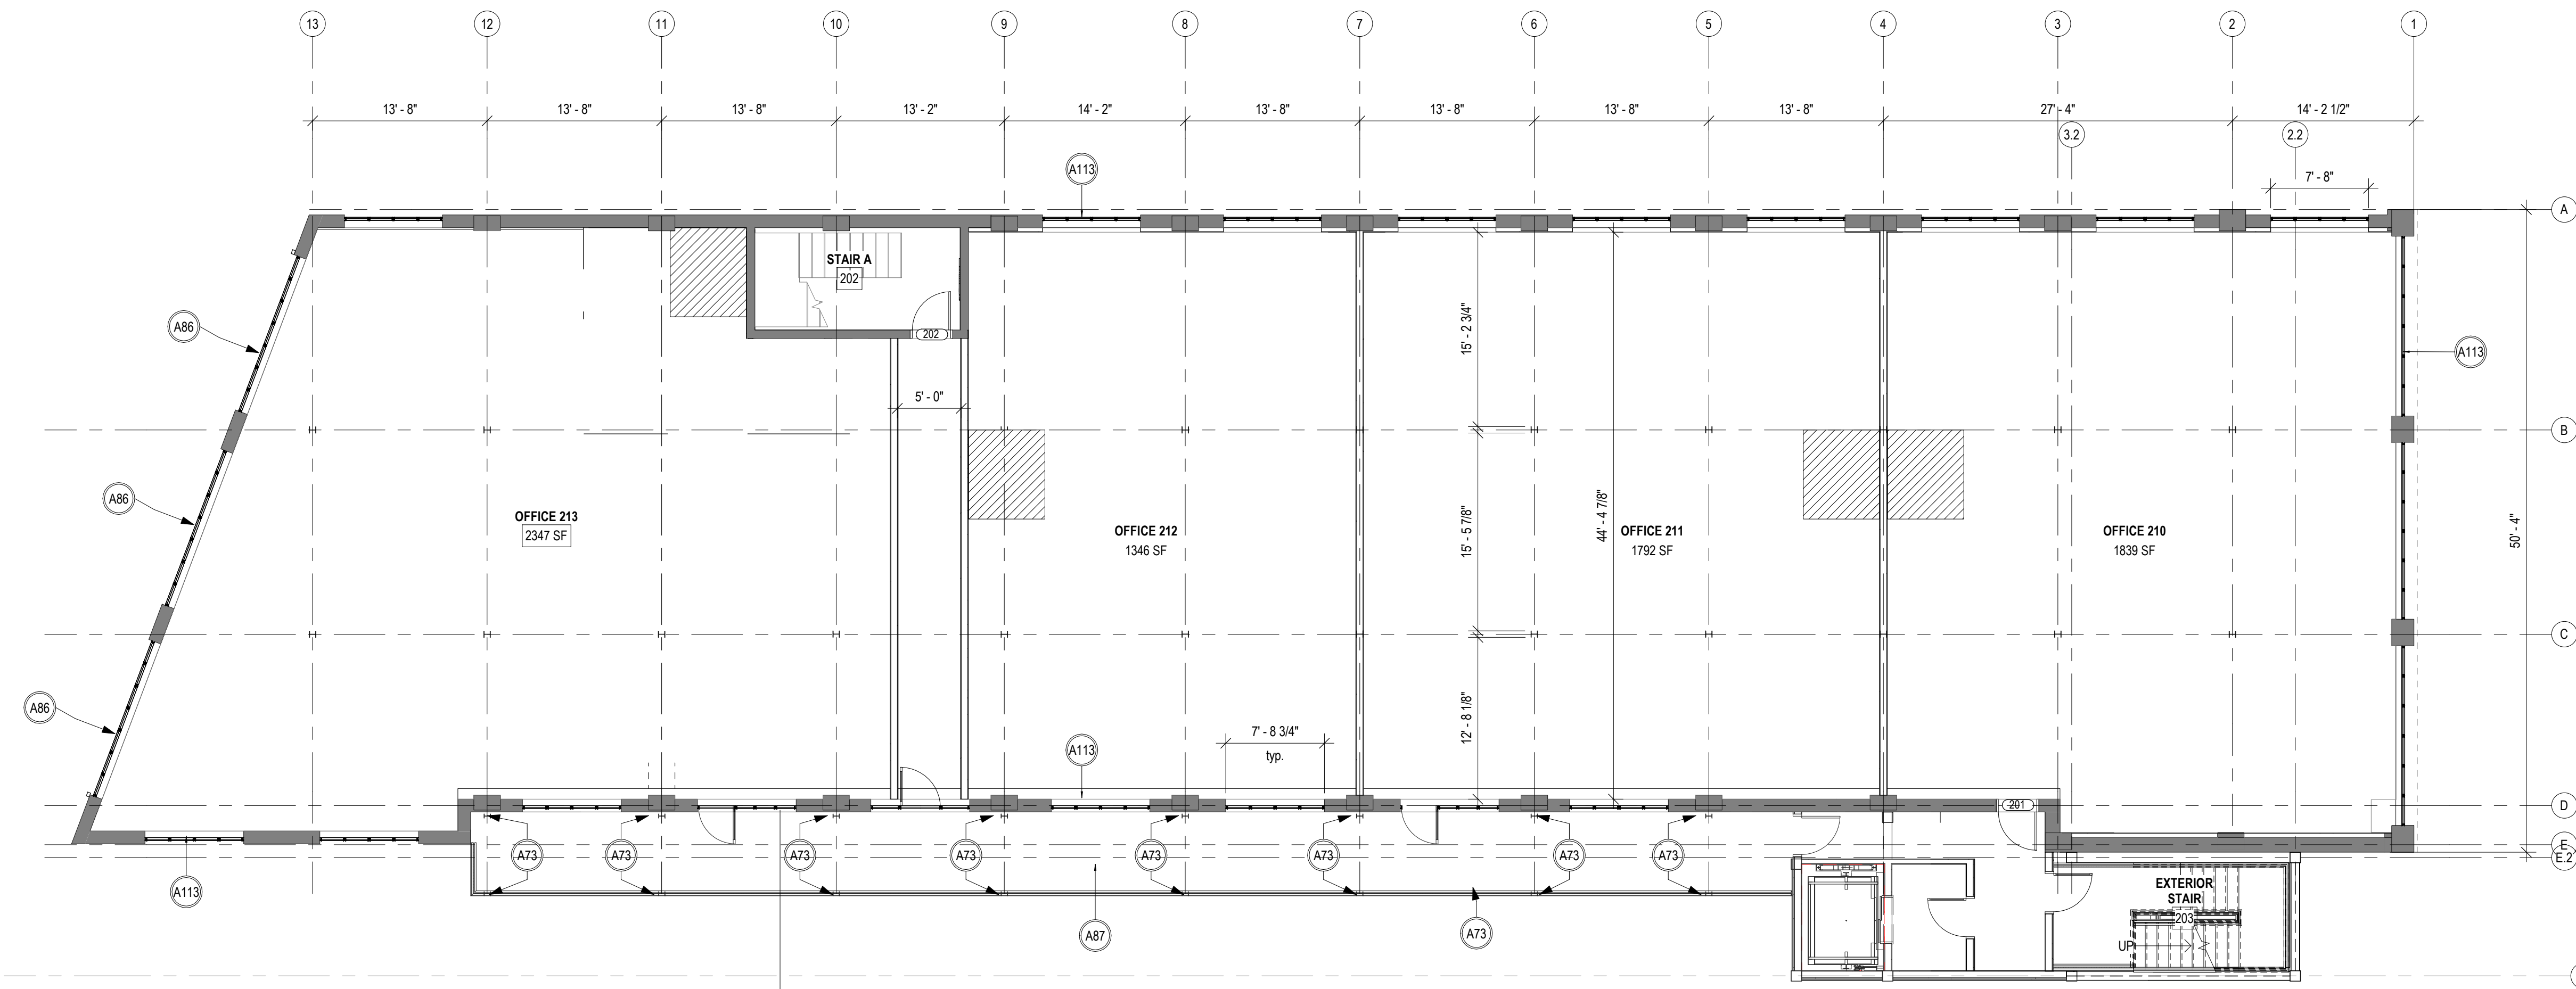 13
12
11
10
9
8
7
6
5
4
3
2
1
13' - 8"
13' - 8"
13' - 8"
13' - 2"
14' - 2"
13' - 8"
13' - 8"
13' - 8"
13' - 8"
27' - 4"
14' - 2 1/2"
3.2
2.2
A113
7' - 8"
A
STAIR A
202
A86
15' - 2 3/4"
202
A113
5' - 0"
B
A86
OFFICE 213
2347 SF
OFFICE 212
1346 SF
15' - 5 7/8"
44' - 4 7/8"
OFFICE 211
1792 SF
OFFICE 210
1839 SF
50' - 4"
C
A86
12' - 8 1/8"
7' - 8 3/4"
typ.
A113
201
D
E
E.2
A73
A73
A73
A73
A73
A73
A73
A73
A113
EXTERIOR
STAIR
203
A87
A73
UP